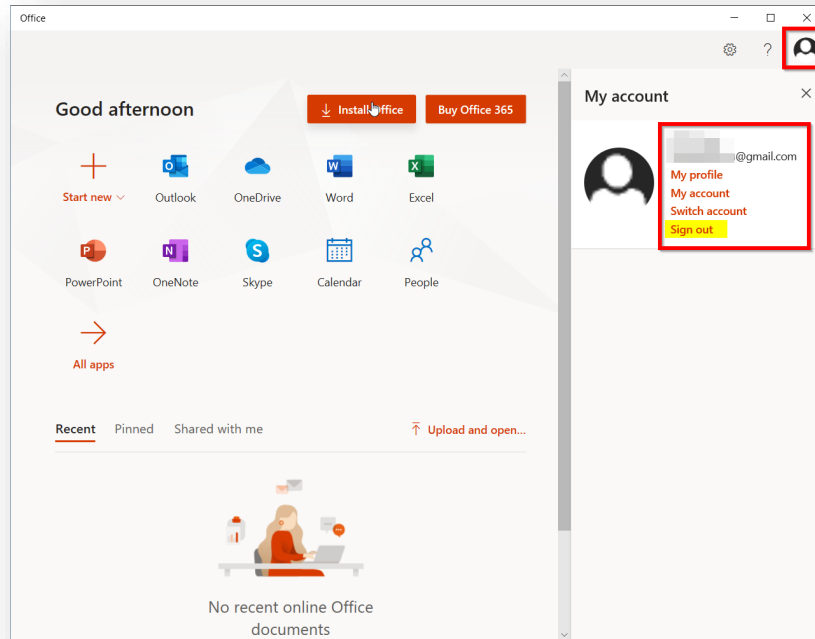 Office
?
Good afternoon
Install Office
Buy Office 365
Start new
Outlook
OneDrive
Word
Excel
PowerPoint
OneNote
Skype
Calendar
People
All apps
Recent
Pinned
Shared with me
Upload and open...
No recent online Office
documents
My account
@gmail.com
My profile
My account
Switch account
Sign out